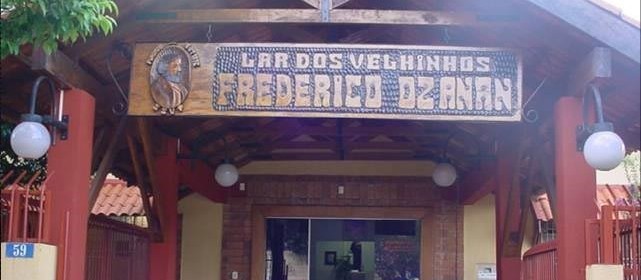 LAR DOS VELHINHOS
FREDERICO OZANAN
59